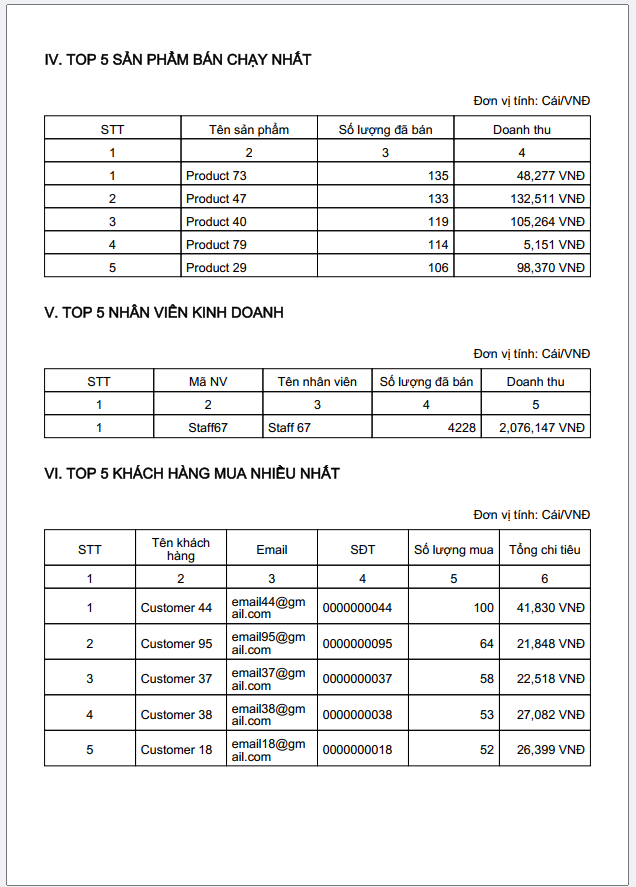 IV. TOP 5 SẢN PHẨM BÁN CHẠY NHẤT
Đơn vị tính: Cái/VNĐ
STT Tên sản phẩm Số lượng đã bán Doanh thu
1 2 3 4
1 Product 73 135 48,277 VNĐ
2 Product 47 133 132,511 VNĐ
3 Product 40 119 105,264 VNĐ
4 Product 79 114 5,151 VNĐ
5 Product 29 106 98,370 VNĐ
V. TOP 5 NHÂN VIÊN KINH DOANH
Đơn vị tính: Cái/VNĐ
STT Mã NV Tên nhân viên Số lượng đã bán Doanh thu
1 2 3 4 5
1 Staff67 Staff 67 4228 2,076,147 VNĐ
VI. TOP 5 KHÁCH HÀNG MUA NHIỀU NHẤT
Đơn vị tính: Cái/VNĐ
STT Tên khách hàng Email SĐT Số lượng mua Tổng chi tiêu
1 2 3 4 5 6
1 Customer 44 email44@gmail.com 0000000044 100 41,830 VNĐ
2 Customer 95 email95@gmail.com 0000000095 64 21,848 VNĐ
3 Customer 37 email37@gmail.com 0000000037 58 22,518 VNĐ
4 Customer 38 email38@gmail.com 0000000038 53 27,082 VNĐ
5 Customer 18 email18@gmail.com 0000000018 52 26,399 VNĐ